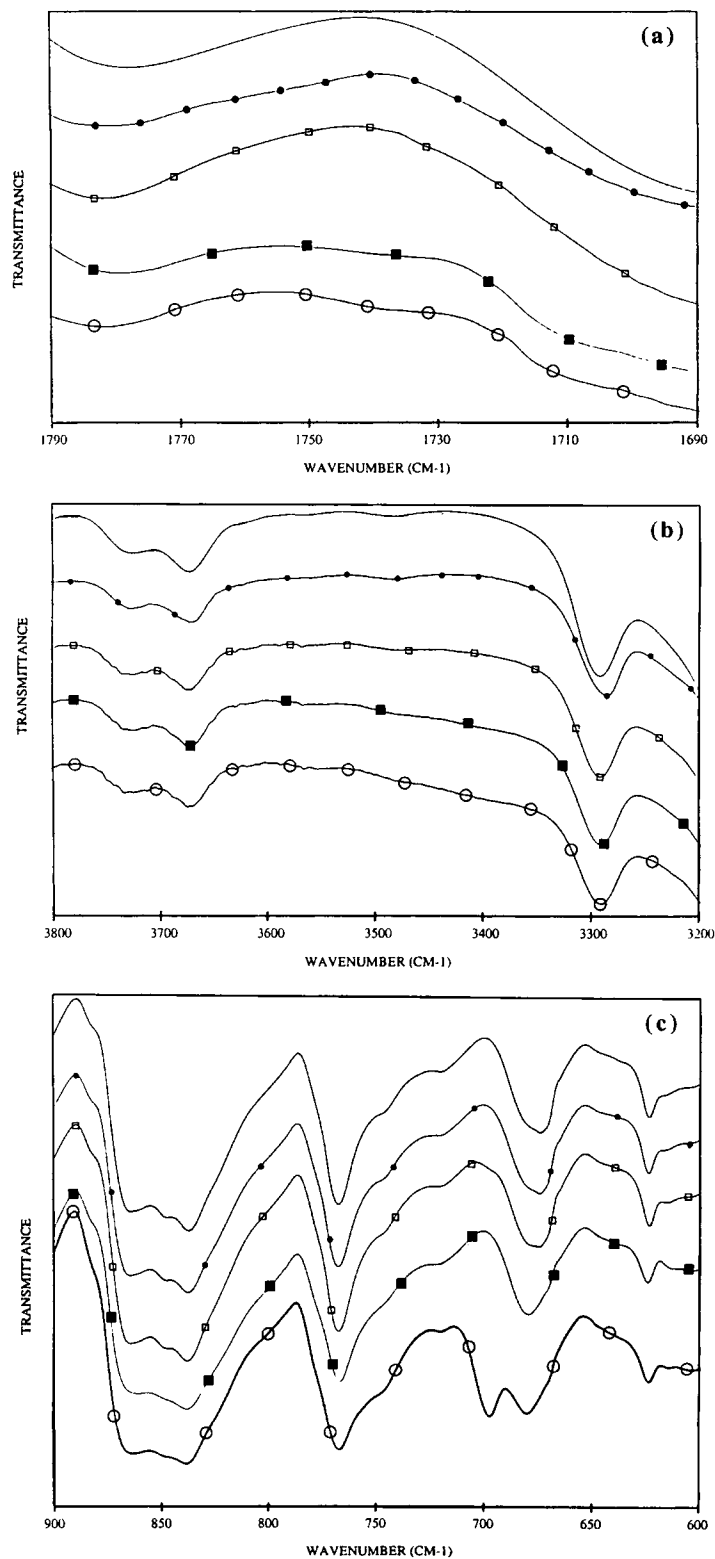 (a)
TRANSMITTANCE
1790 1770 1750 1730 1710 1690
WAVENUMBER (CM-1)
(b)
TRANSMITTANCE
3800 3700 3600 3500 3400 3300 3200
WAVENUMBER (CM-1)
(c)
TRANSMITTANCE
900 850 800 750 700 650 600
WAVENUMBER (CM-1)